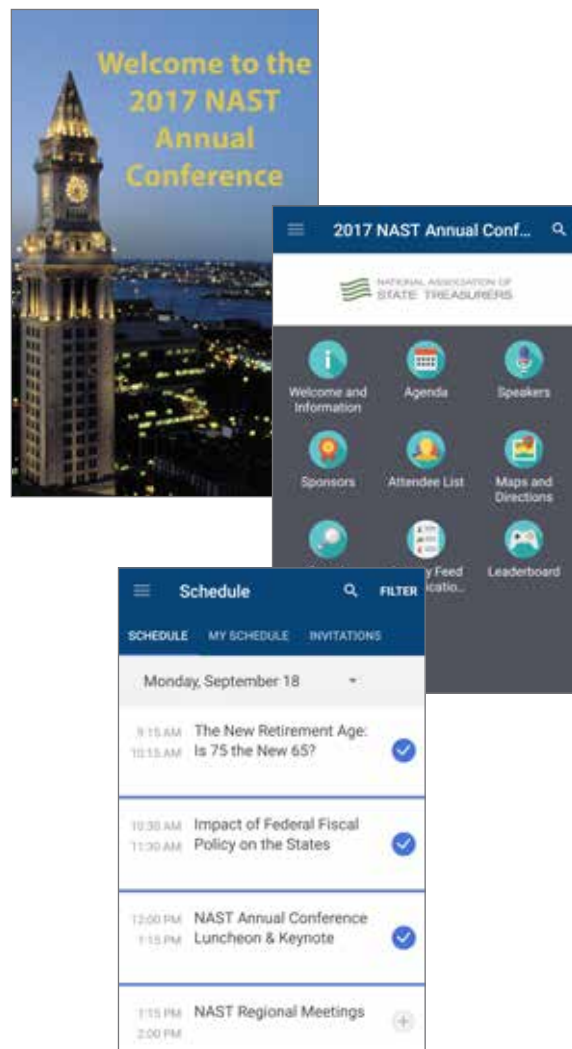 Welcome to the
2017 NAST
Annual
Conference
2017 NAST Annual Conf...
NATIONAL ASSOCIATION OF
STATE TREASURERS
Welcome and
Information
Agenda
Speakers
Sponsors
Attendee List
Maps and
Directions
y Feed
icatio...
Leaderboard
Schedule
FILTER
SCHEDULE MY SCHEDULE INVITATIONS
Monday, September 18
9:15 AM The New Retirement Age:
10:15 AM Is 75 the New 65?
10:30 AM Impact of Federal Fiscal
11:30 AM Policy on the States
12:00 PM NAST Annual Conference
1:15 PM Luncheon & Keynote
1:15 PM NAST Regional Meetings
2:00 PM